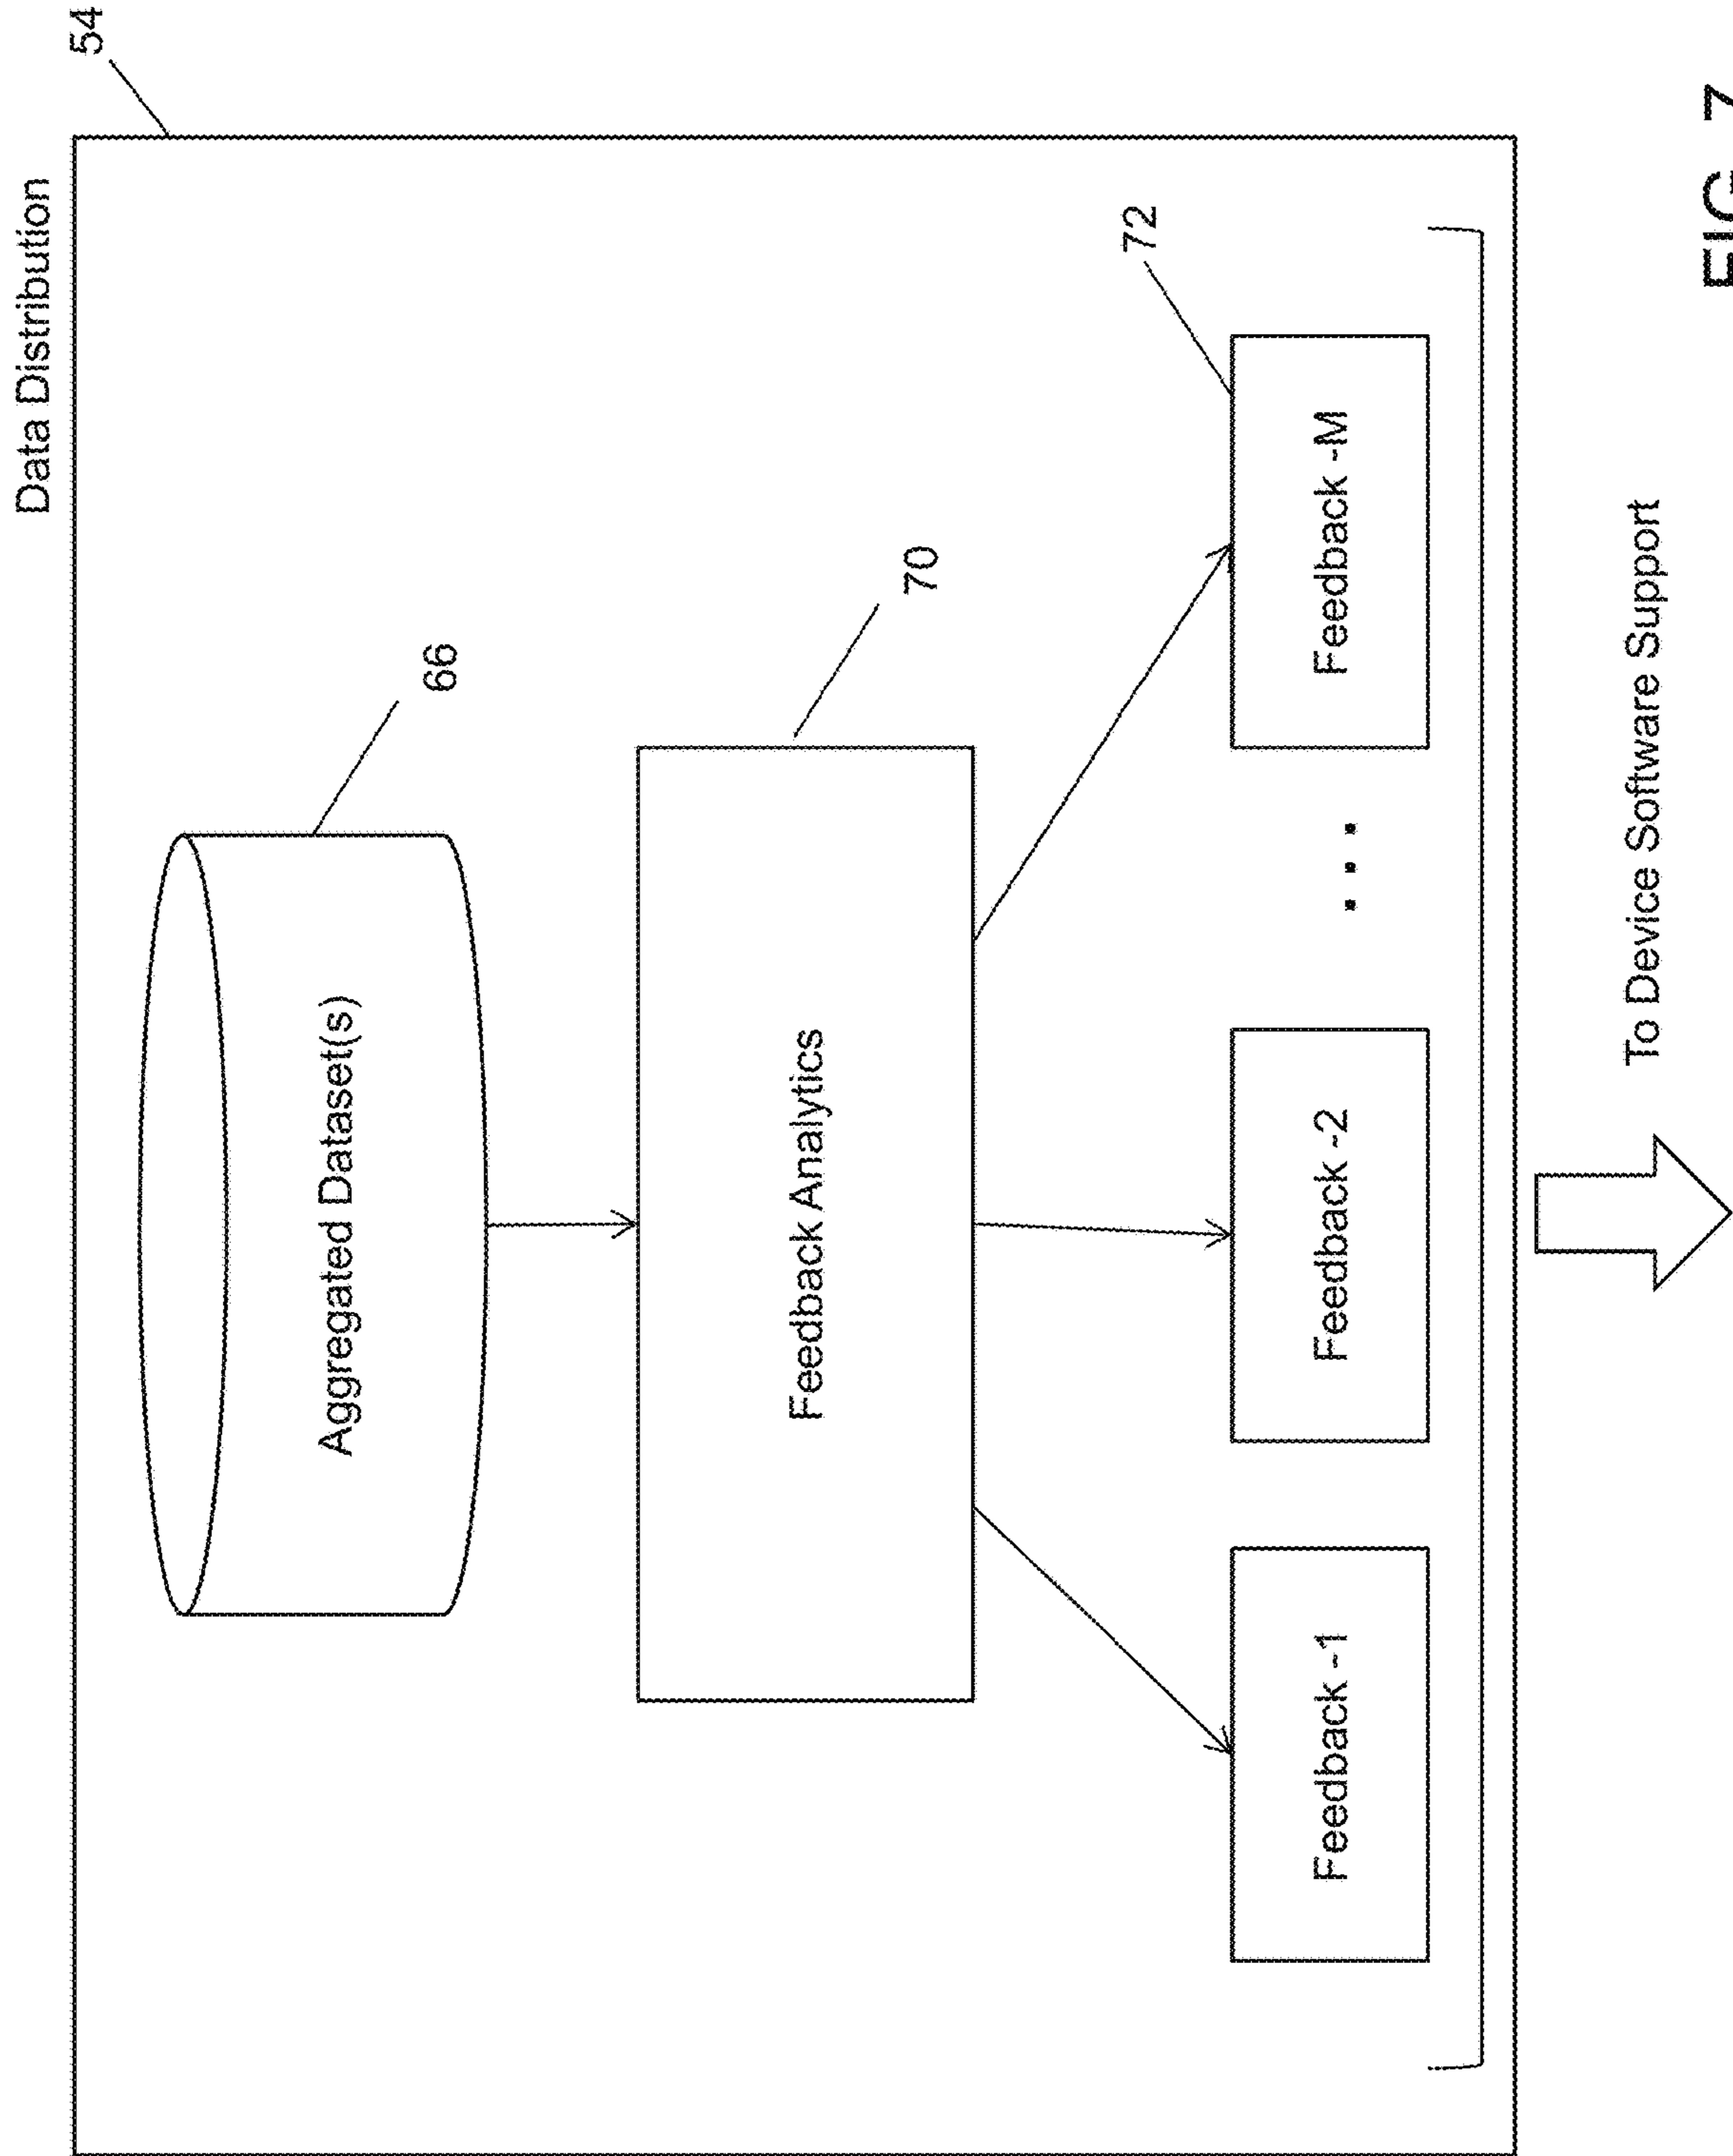 Data Distribution
54
Aggregated Dataset(s)
66
Feedback Analytics
70
72
Feedback -1
Feedback -2
. . .
Feedback -M
To Device Software Support
FIG. 7